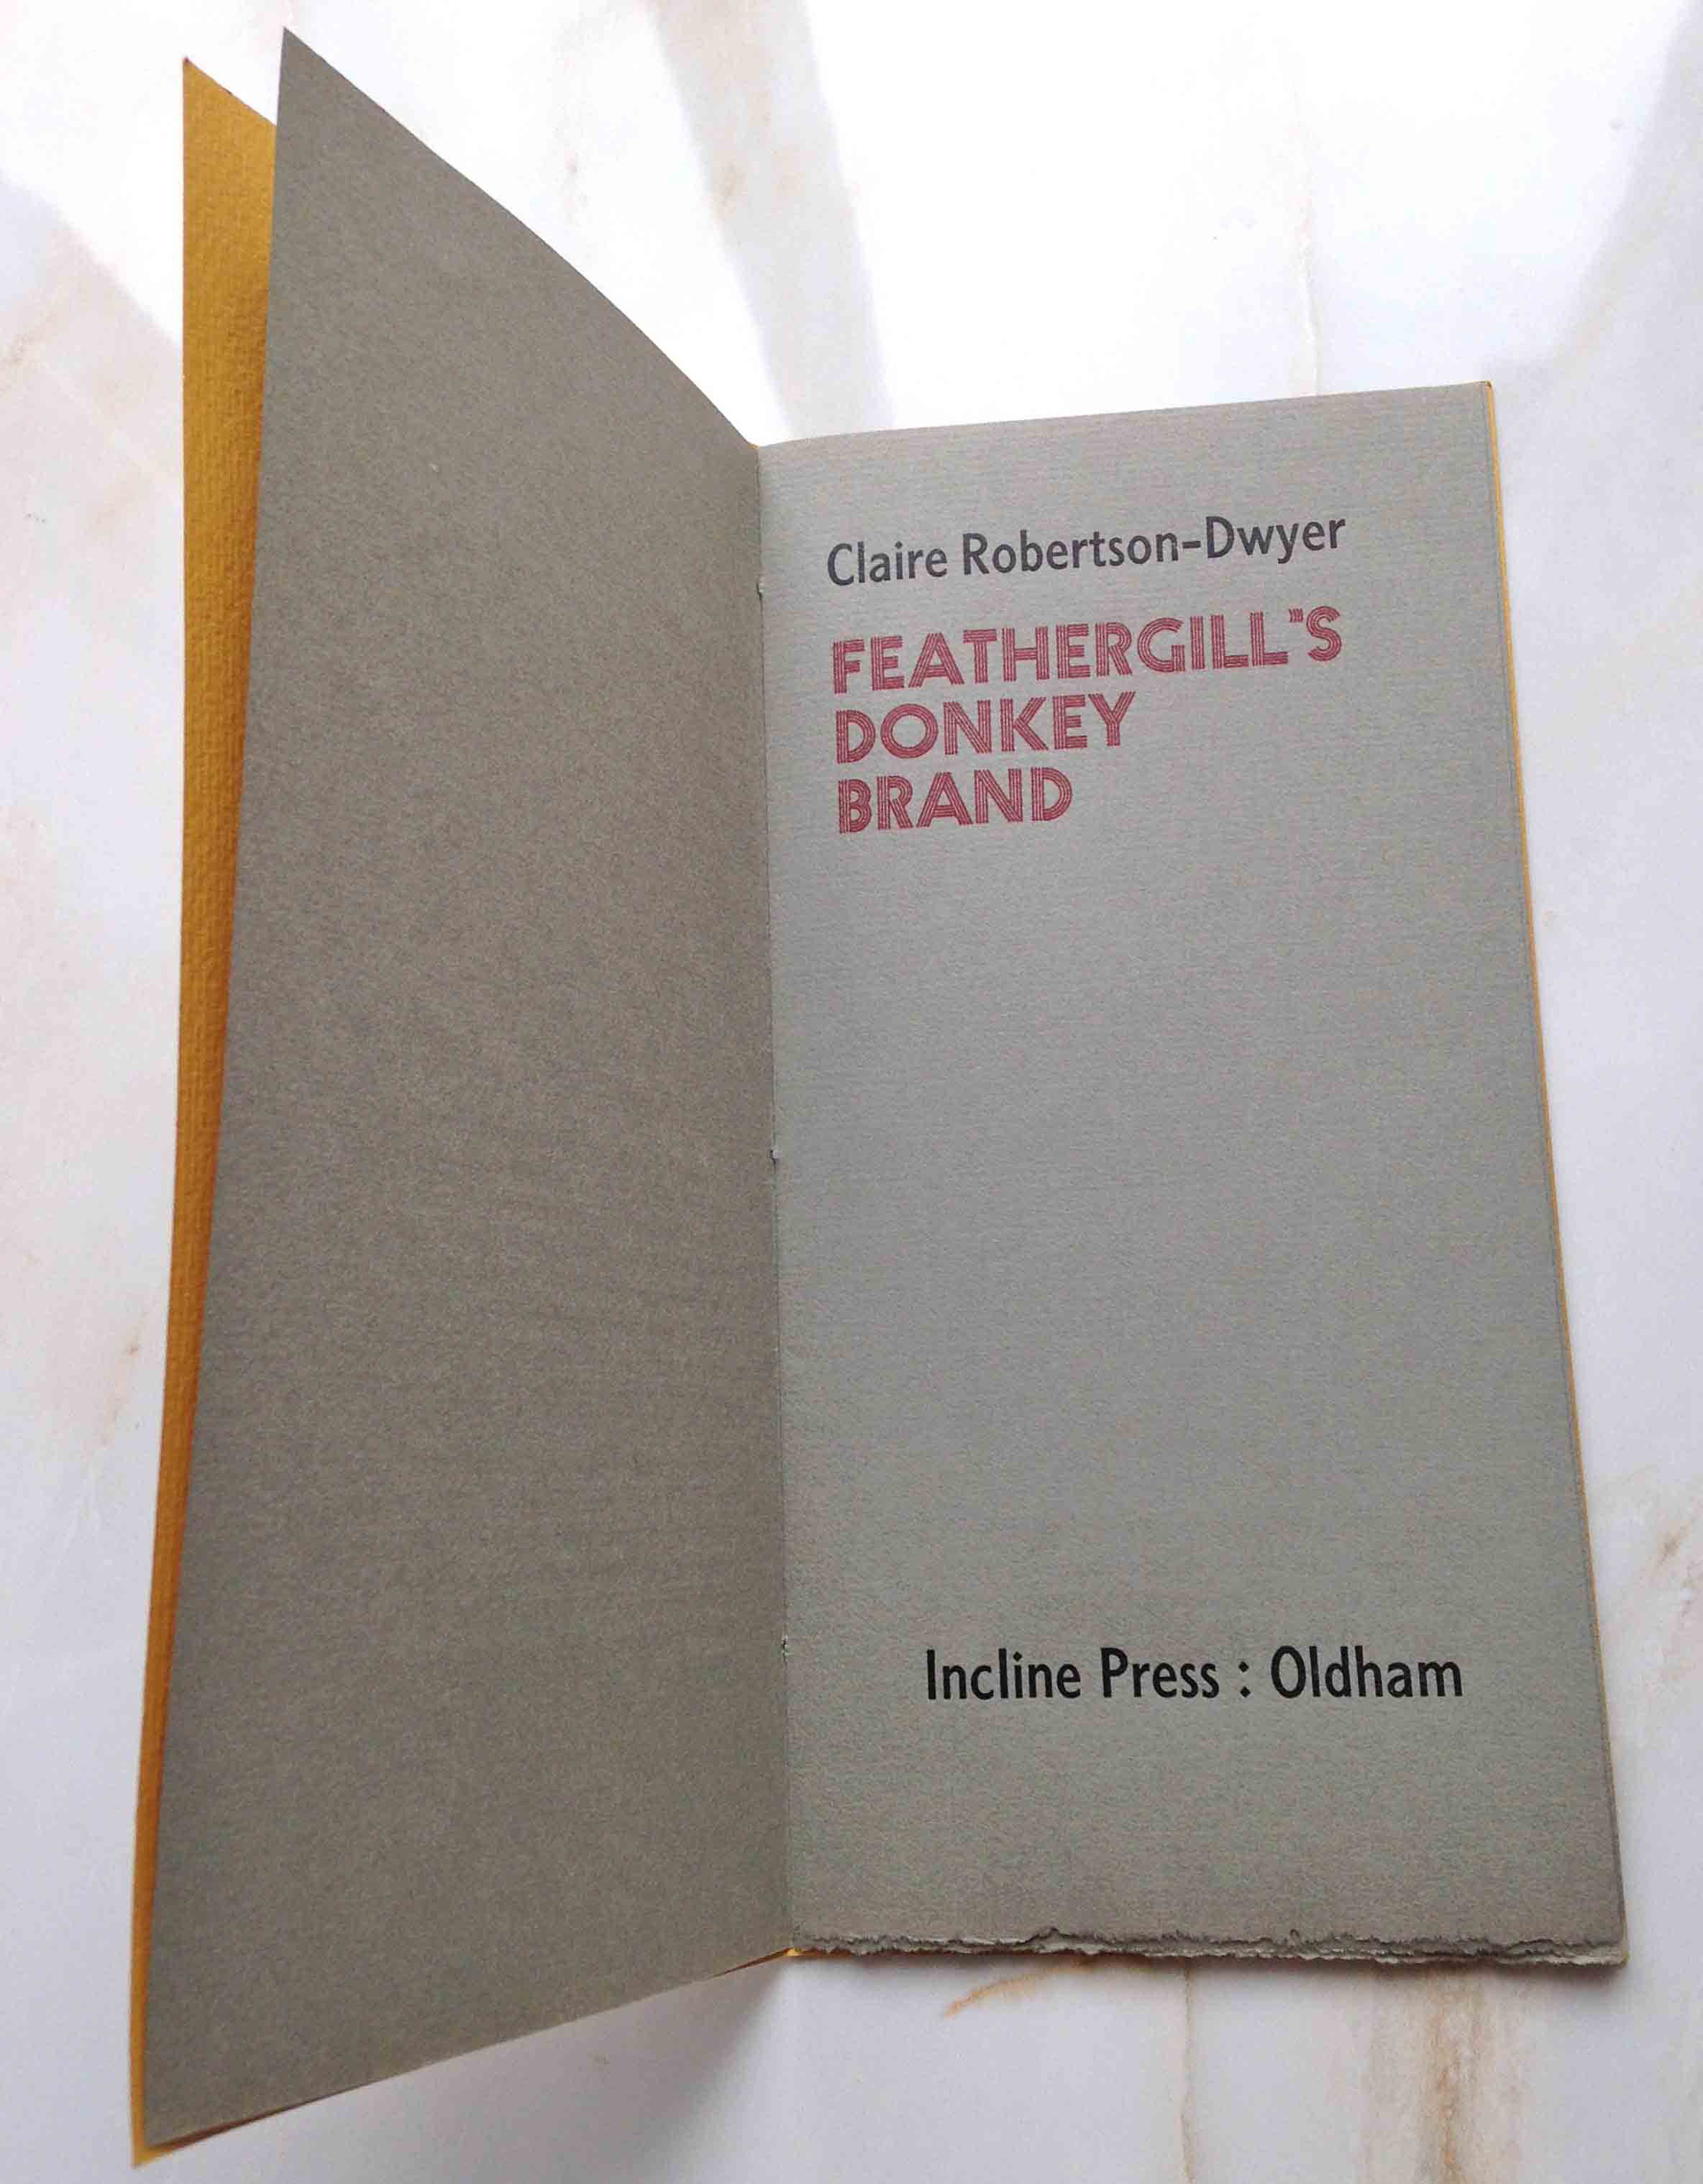 Claire Robertson-Dwyer
FEATHERGILL'S
DONKEY
BRAND
Incline Press : Oldham